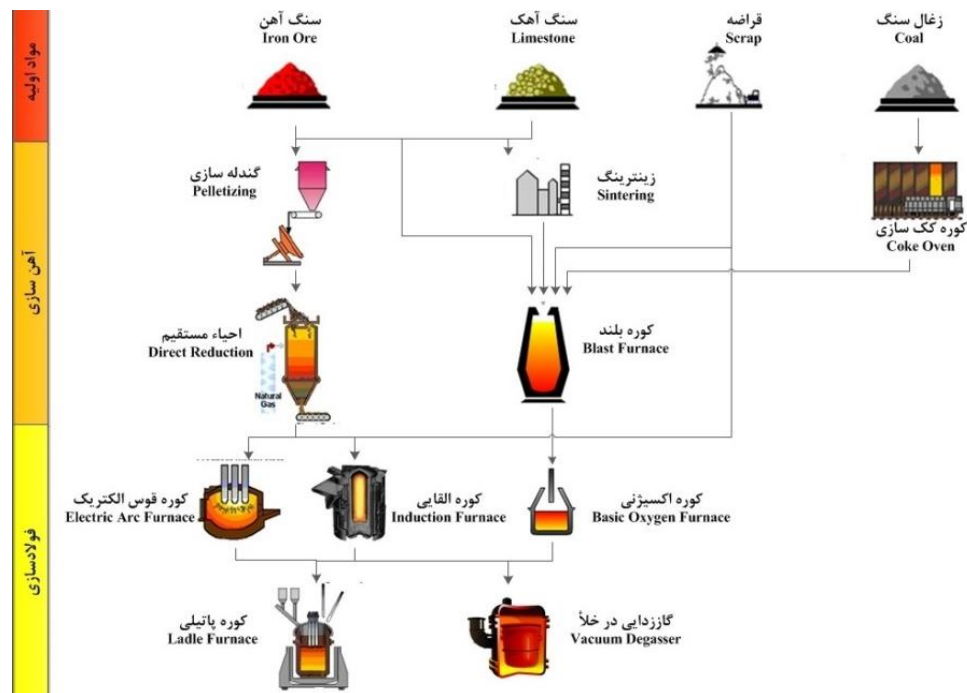 مواد اولیه
سنگ آهن
Iron Ore
سنگ آهک
Limestone
قراضه
Scrap
زغال سنگ
Coal
آهن سازی
گندله سازی
Pelletizing
زینترینگ
Sintering
کوره کک سازی
Coke Oven
احیاء مستقیم
Direct Reduction
Natural
Gas
کوره بلند
Blast Furnace
فولادسازی
کوره قوس الکتریک
Electric Arc Furnace
کوره القایی
Induction Furnace
کوره اکسیژنی
Basic Oxygen Furnace
کوره پاتیلی
Ladle Furnace
گاززدایی در خلأ
Vacuum Degasser